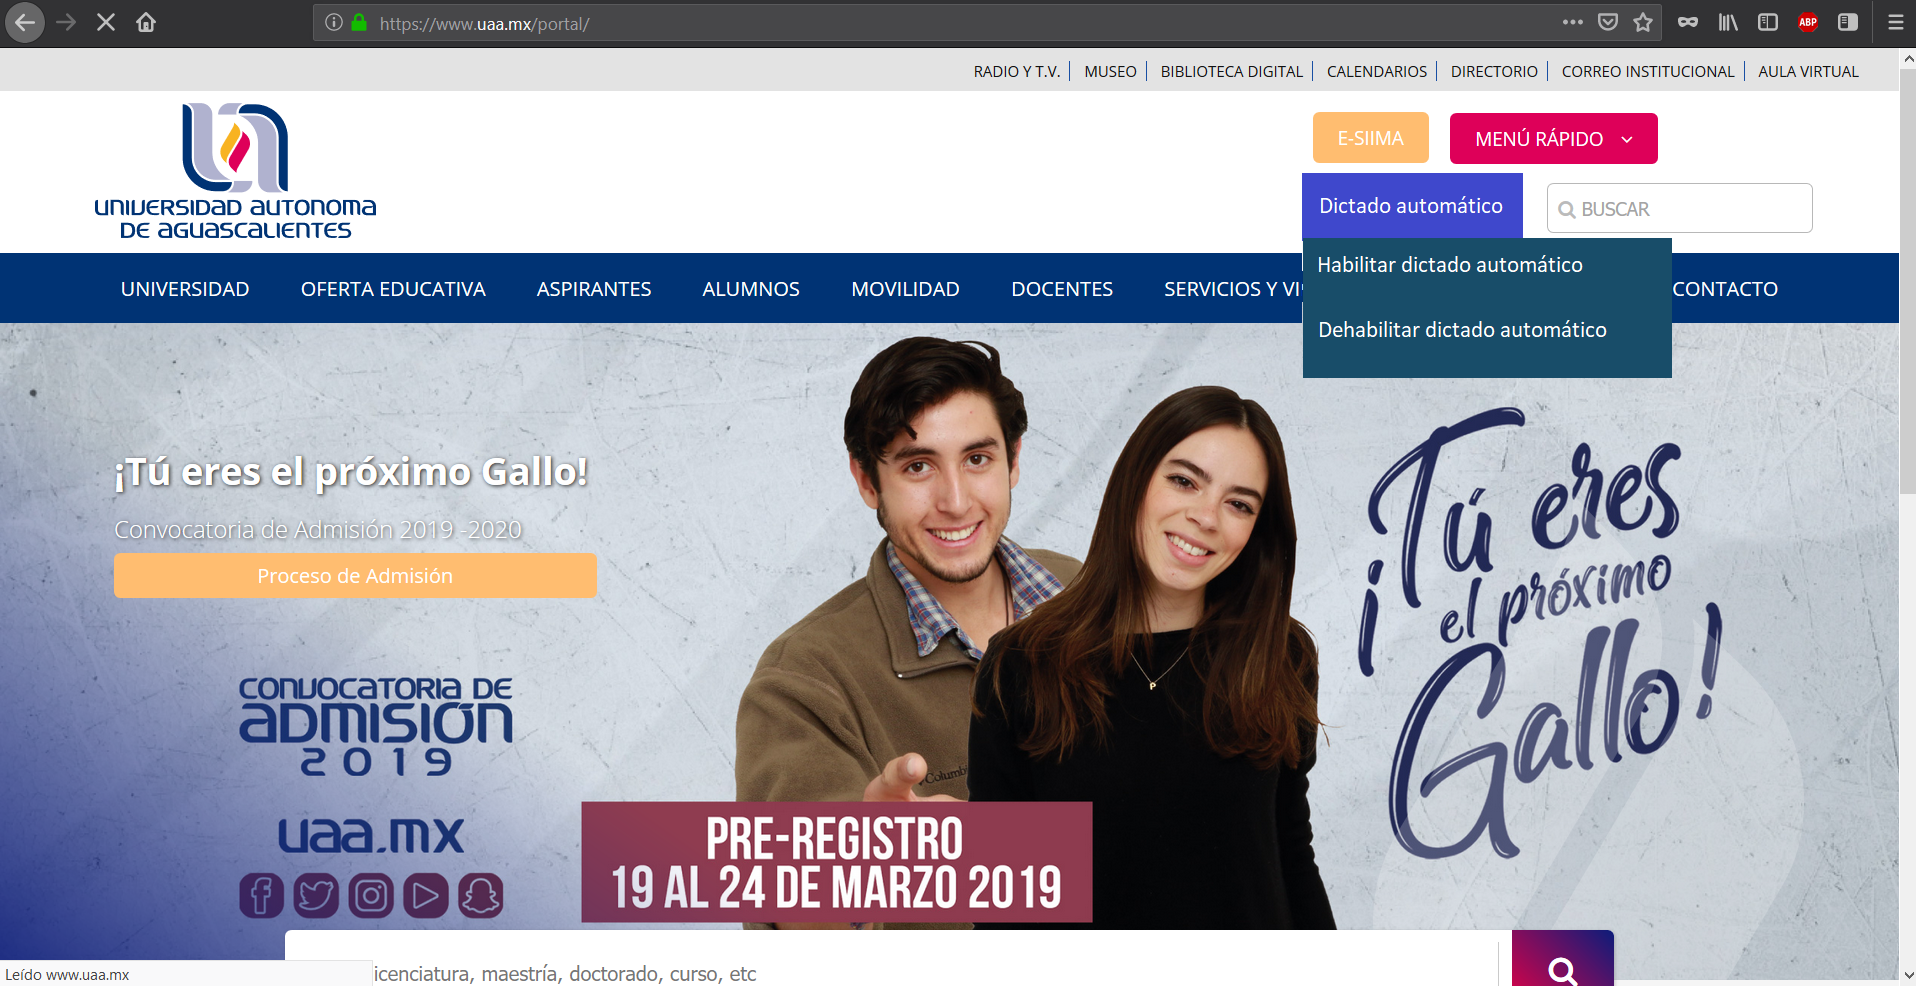 https://www.uaa.mx/portal/
ABP
RADIO Y T.V. MUSEO BIBLIOTECA DIGITAL CALENDARIOS DIRECTORIO CORREO INSTITUCIONAL AULA VIRTUAL
UNIVERSIDAD AUTONOMA
DE AGUASCALIENTES
E-SIIMA
MENÚ RÁPIDO
Dictado automático
BUSCAR
Habilitar dictado automático
Dehabilitar dictado automático
UNIVERSIDAD OFERTA EDUCATIVA ASPIRANTES ALUMNOS MOVILIDAD DOCENTES SERVICIOS Y VI CONTACTO
¡Tú eres el próximo Gallo!
Convocatoria de Admisión 2019 -2020
Proceso de Admisión
¡Tú eres
el próximo
Gallo!
CONVOCATORIA DE
ADMISIÓN
2019
uaa.mx
Columbia
P
PRE-REGISTRO
19 AL 24 DE MARZO 2019
Leído www.uaa.mx
icenciatura, maestría, doctorado, curso, etc